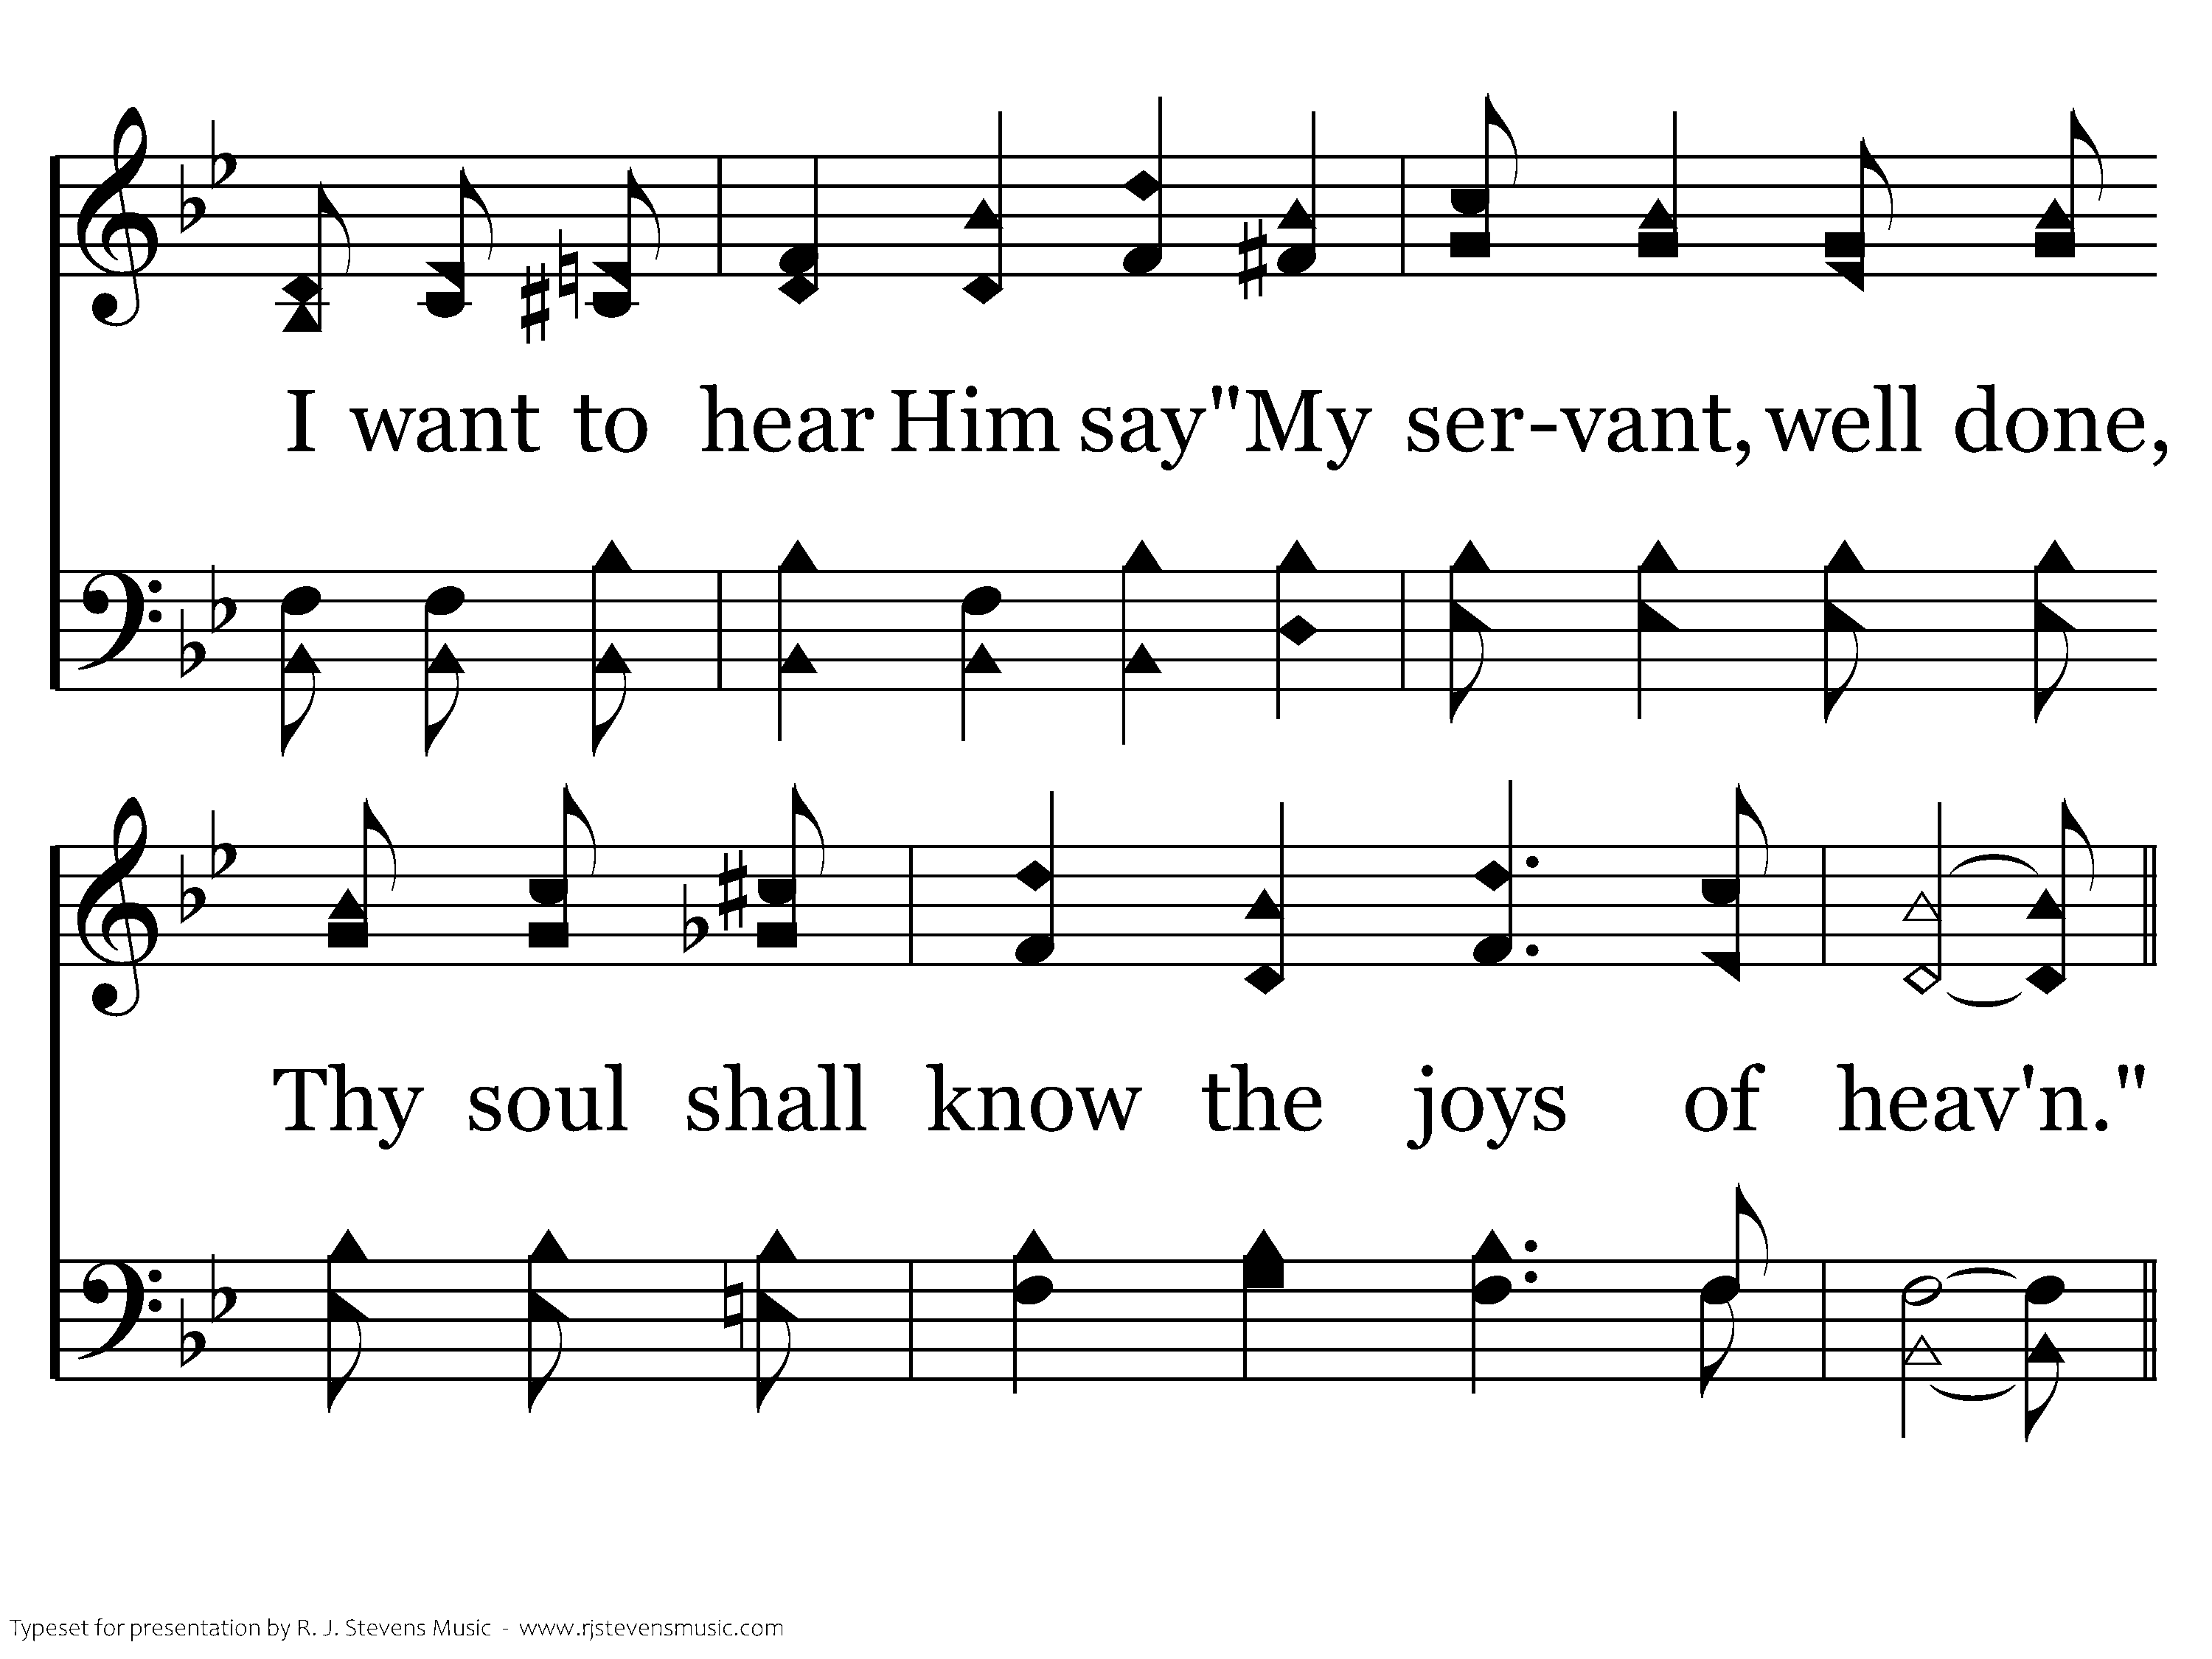 I want to hear Him say "My ser-vant, well done,
Thy soul shall know the joys of heav'n."
Typeset for presentation by R. J. Stevens Music - www.rjstevensmusic.com